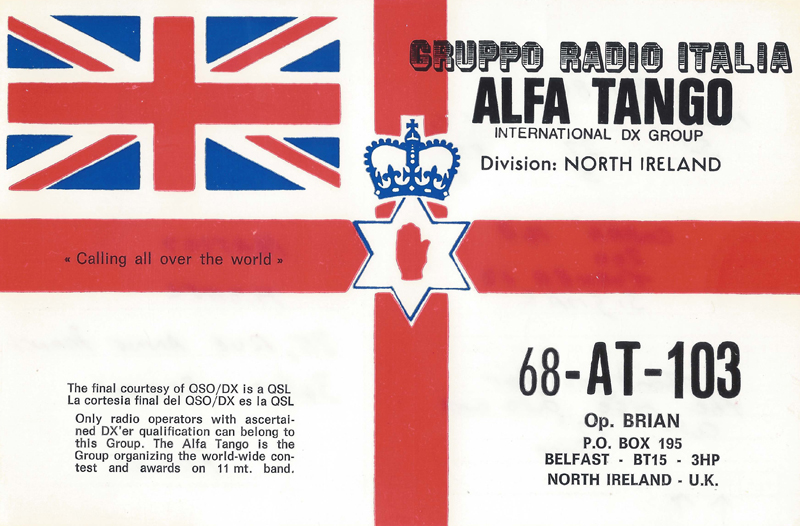 GRUPPO RADIO ITALIA
ALFA TANGO
INTERNATIONAL DX GROUP
Division: NORTH IRELAND
« Calling all over the world »
68-AT-103
Op. BRIAN
P.O. BOX 195
BELFAST - BT15 - 3HP
NORTH IRELAND - U.K.
The final courtesy of QSO/DX is a QSL
La cortesia final del QSO/DX es la QSL
Only radio operators with ascertai-
ned DX'er qualification can belong to
this Group. The Alfa Tango is the
Group organizing the world-wide con-
test and awards on 11 mt. band.